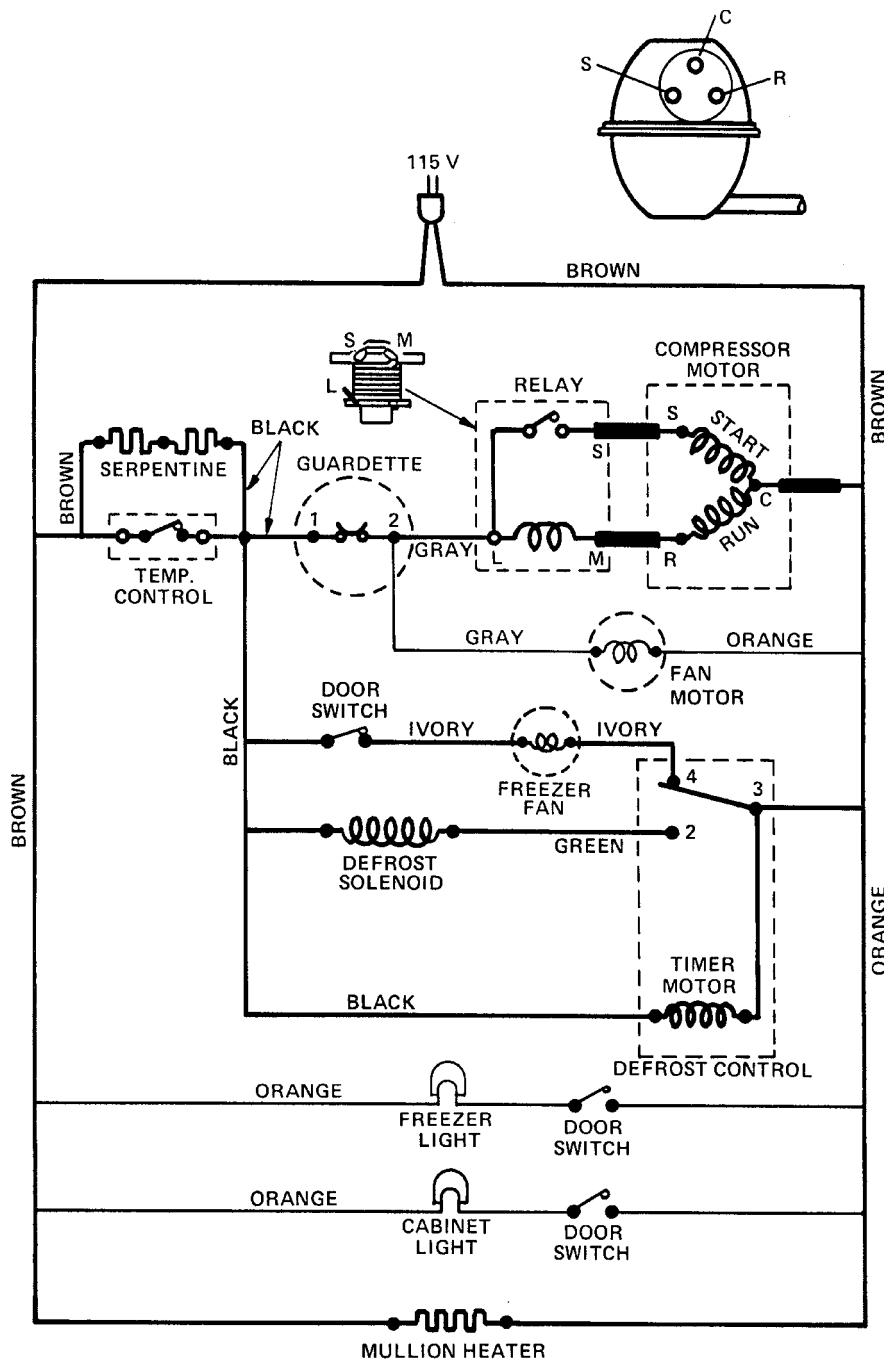 C
S
R
115 V
BROWN
S M
L
RELAY
COMPRESSOR
MOTOR
BROWN
BLACK
SERPENTINE
BROWN
GUARDETTE
S
START
S
C
1 2
GRAY
L
M
R
RUN
TEMP.
CONTROL
GRAY
ORANGE
FAN
MOTOR
DOOR
SWITCH
IVORY
IVORY
BLACK
FREEZER
FAN
4
3
BROWN
GREEN
2
DEFROST
SOLENOID
ORANGE
TIMER
MOTOR
BLACK
DEFROST CONTROL
ORANGE
FREEZER
LIGHT
DOOR
SWITCH
ORANGE
CABINET
LIGHT
DOOR
SWITCH
MULLION HEATER